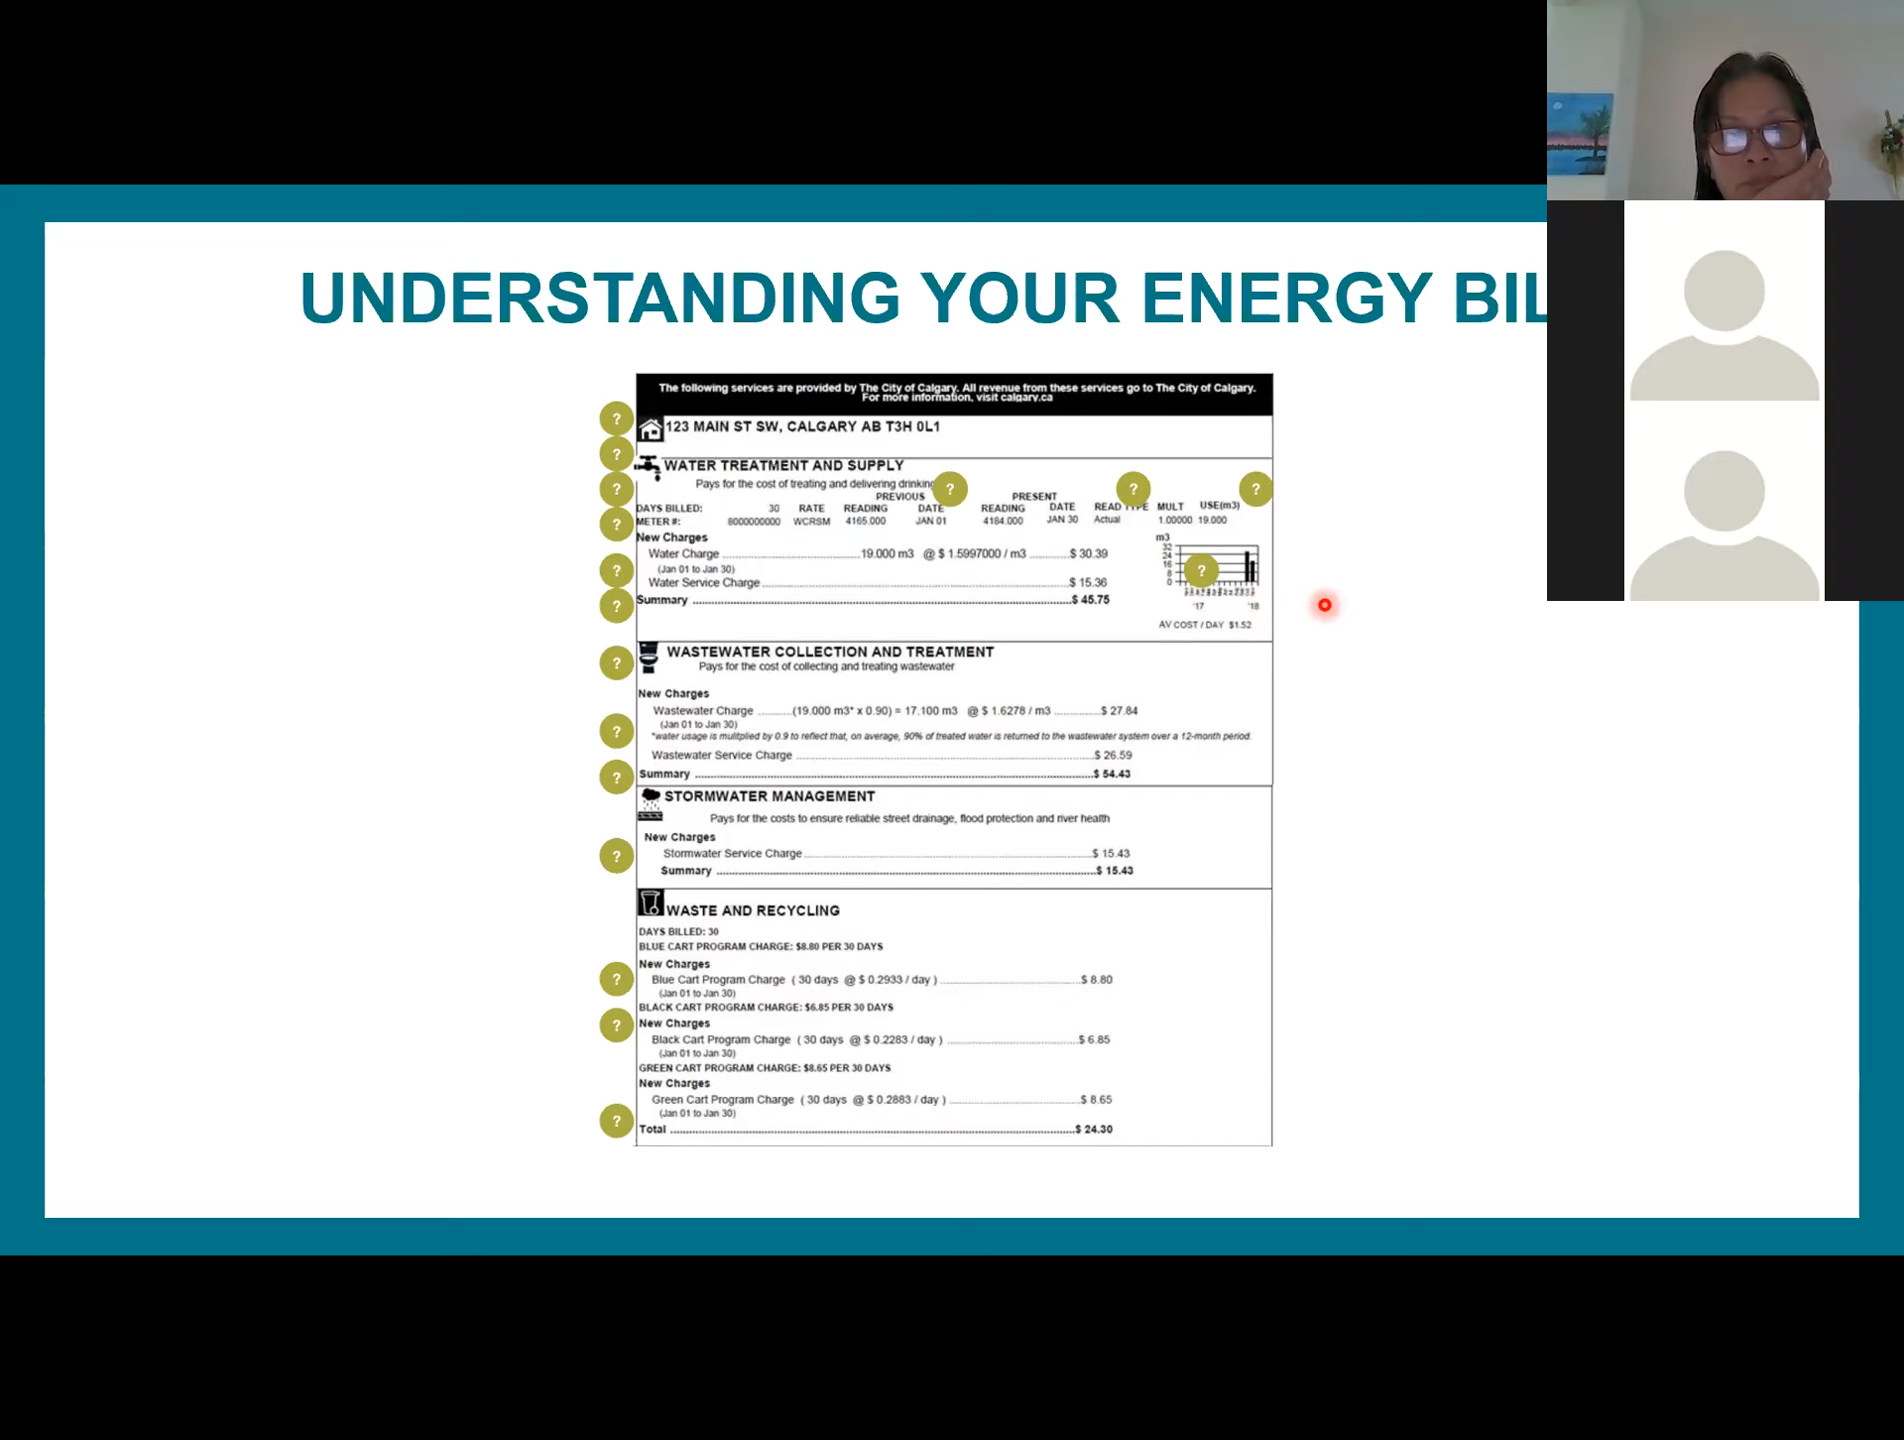 UNDERSTANDING YOUR ENERGY BIL
The following services are provided by The City of Calgary. All revenue from these services go to The City of Calgary.
For more information, visit calgary.ca
123 MAIN ST SW, CALGARY AB T3H 0L1
WATER TREATMENT AND SUPPLY
Pays for the cost of treating and delivering drinking
PREVIOUS PRESENT
DAYS BILLED: 30 RATE READING DATE READING DATE READ TYPE MULT USE(m3)
METER #: 8000000000 WCRSM 4165.000 JAN 01 4184.000 JAN 30 Actual 1.00000 19.000
New Charges
Water Charge 19.000 m3 @ $ 1.5997000 / m3 $ 30.39
(Jan 01 to Jan 30)
Water Service Charge $ 15.36
Summary $ 45.75
m3
32
24
16
8
0
'17 '18
AV COST / DAY $1.52
WASTEWATER COLLECTION AND TREATMENT
Pays for the cost of collecting and treating wastewater
New Charges
Wastewater Charge (19.000 m3* x 0.90) = 17.100 m3 @ $ 1.6278 / m3 $ 27.84
(Jan 01 to Jan 30)
*water usage is mulitplied by 0.9 to reflect that, on average, 90% of treated water is returned to the wastewater system over a 12-month period.
Wastewater Service Charge $ 26.59
Summary $ 54.43
STORMWATER MANAGEMENT
Pays for the costs to ensure reliable street drainage, flood protection and river health
New Charges
Stormwater Service Charge $ 15.43
Summary $ 15.43
WASTE AND RECYCLING
DAYS BILLED: 30
BLUE CART PROGRAM CHARGE: $8.80 PER 30 DAYS
New Charges
Blue Cart Program Charge ( 30 days @ $ 0.2933 / day ) $ 8.80
(Jan 01 to Jan 30)
BLACK CART PROGRAM CHARGE: $6.85 PER 30 DAYS
New Charges
Black Cart Program Charge ( 30 days @ $ 0.2283 / day ) $ 6.85
(Jan 01 to Jan 30)
GREEN CART PROGRAM CHARGE: $8.65 PER 30 DAYS
New Charges
Green Cart Program Charge ( 30 days @ $ 0.2883 / day ) $ 8.65
(Jan 01 to Jan 30)
Total $ 24.30